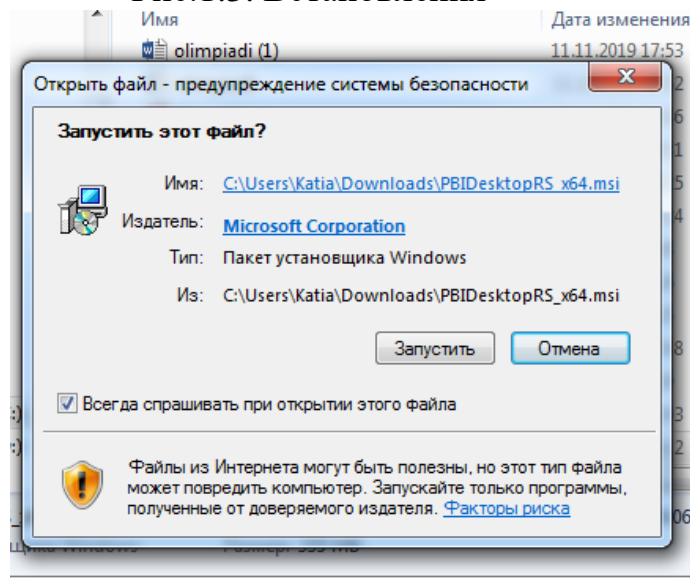 Имя Дата изменения
olimpiadi (1) 11.11.2019 17:53
Открыть файл - предупреждение системы безопасности
Запустить этот файл?
Имя: C:\Users\Katia\Downloads\PBIDesktopRS_x64.msi
Издатель: Microsoft Corporation
Тип: Пакет установщика Windows
Из: C:\Users\Katia\Downloads\PBIDesktopRS_x64.msi
Запустить Отмена
Всегда спрашивать при открытии этого файла
Файлы из Интернета могут быть полезны, но этот тип файла
может повредить компьютер. Запускайте только программы,
полученные от доверяемого издателя. Факторы риска